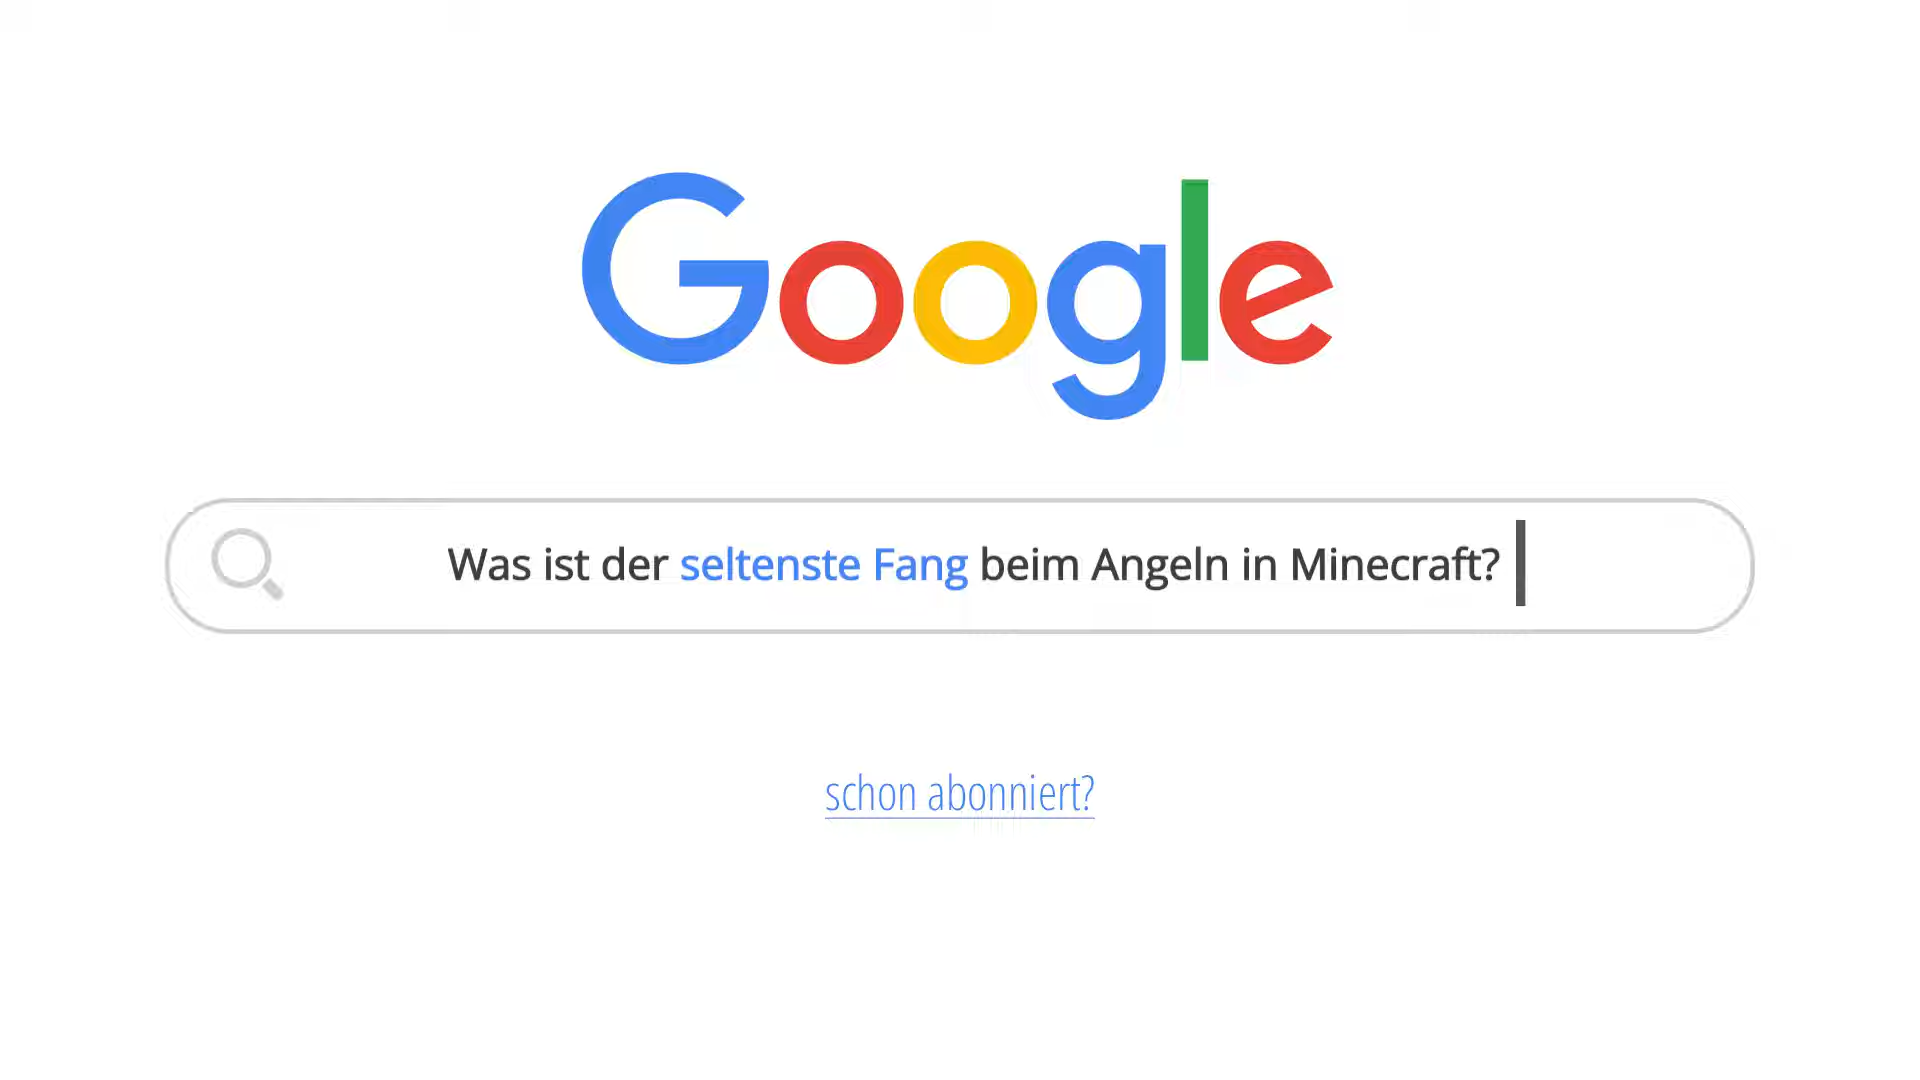 Google
Was ist der seltenste Fang beim Angeln in Minecraft?
schon abonniert?